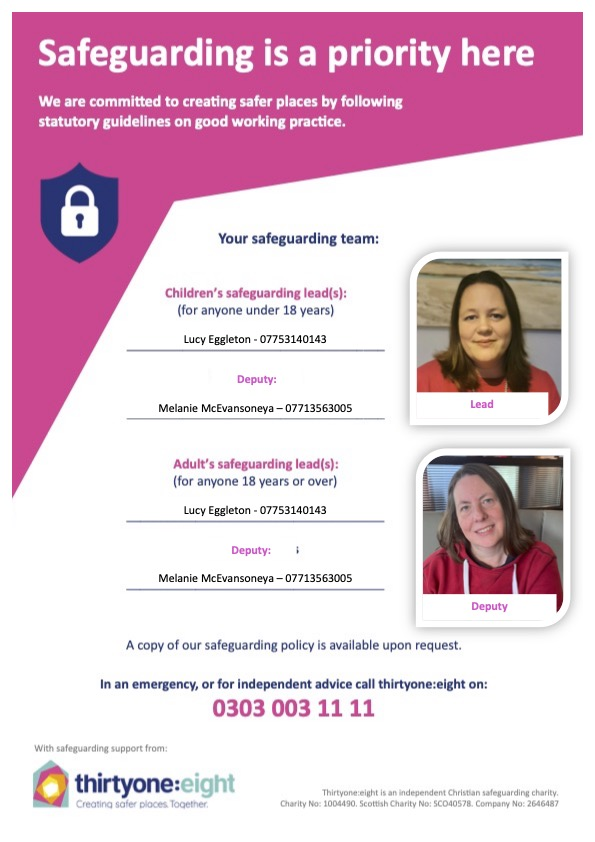 Safeguarding is a priority here
We are committed to creating safer places by following
statutory guidelines on good working practice.
Your safeguarding team:
Children's safeguarding lead(s):
(for anyone under 18 years)
Lucy Eggleton - 07753140143
Deputy:
Melanie McEvansoneya – 07713563005
Lead
Adult's safeguarding lead(s):
(for anyone 18 years or over)
Lucy Eggleton - 07753140143
Deputy:
Melanie McEvansoneya – 07713563005
Deputy
A copy of our safeguarding policy is available upon request.
In an emergency, or for independent advice call thirtyone:eight on:
0303 003 11 11
With safeguarding support from:
thirtyone:eight
Creating safer places. Together.
Thirtyone:eight is an independent Christian safeguarding charity.
Charity No: 1004490. Scottish Charity No: SCO40578. Company No: 2646487